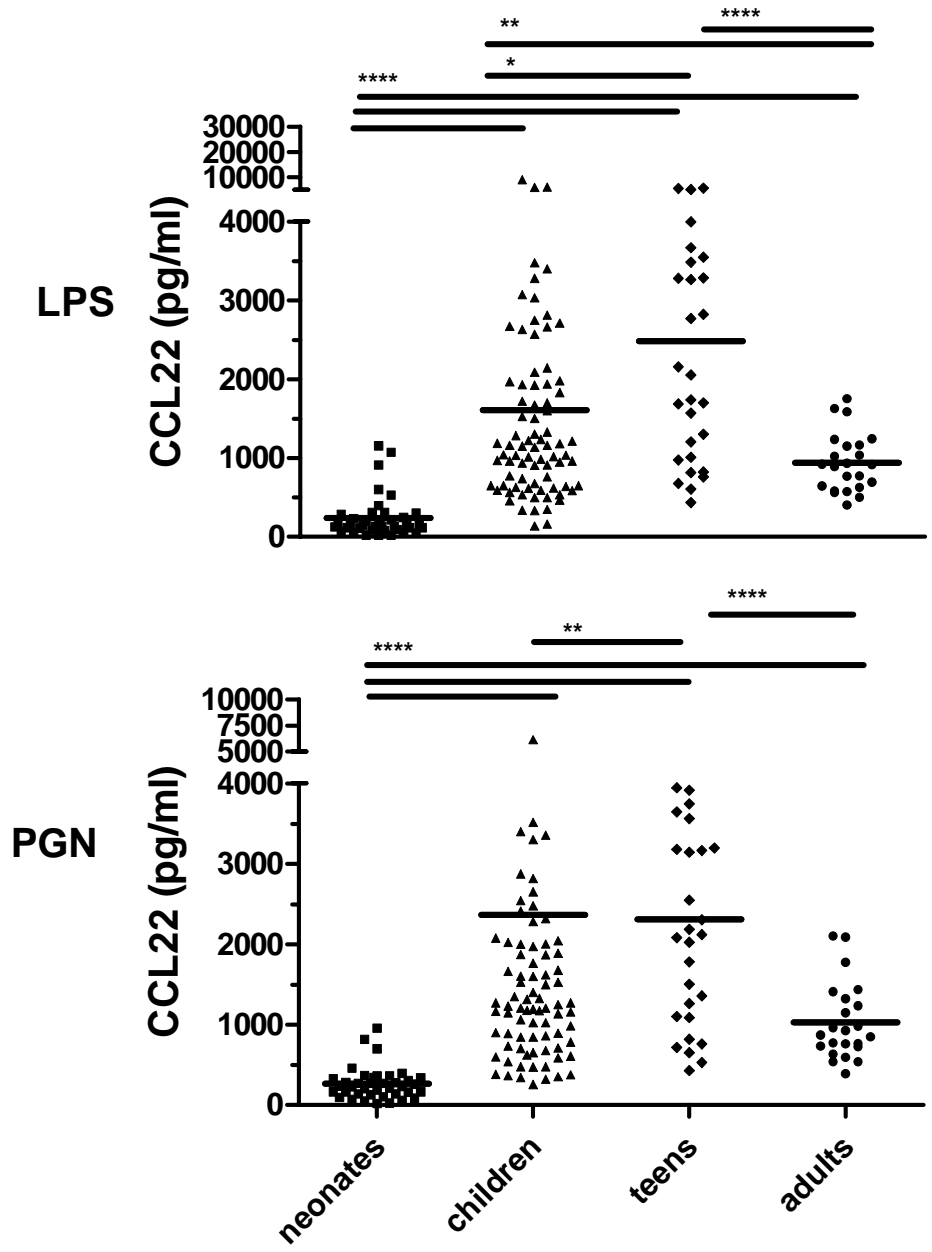 ****
**
*
****
30000
20000
10000
4000
3000
2000
1000
0
CCL22 (pg/ml)
LPS
****
**
****
10000
7500
5000
4000
3000
2000
1000
0
CCL22 (pg/ml)
PGN
neonates
children
teens
adults